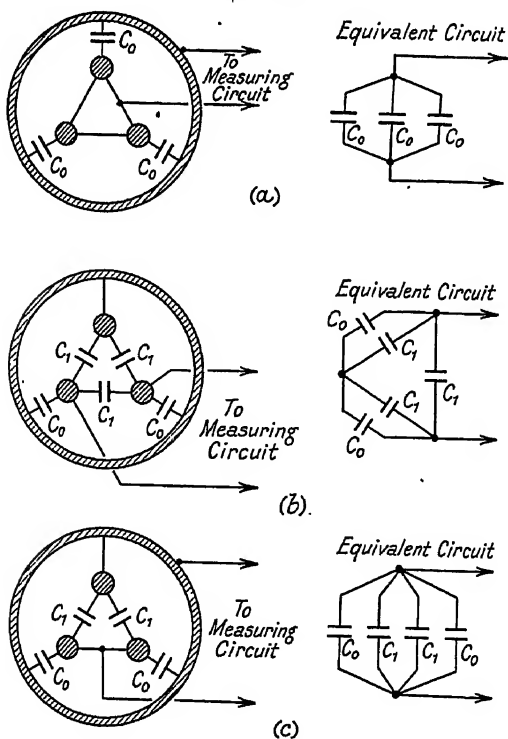 C₀
To
Measuring
Circuit
C₀
C₀
Equivalent Circuit
C₀
C₀
C₀
(a)
C₁
C₁
C₁
C₀
C₀
To
Measuring
Circuit
Equivalent Circuit
C₀
C₁
C₁
C₁
C₀
(b).
C₁
C₁
C₀
C₀
To
Measuring
Circuit
Equivalent Circuit
C₀
C₁
C₁
C₀
(c)